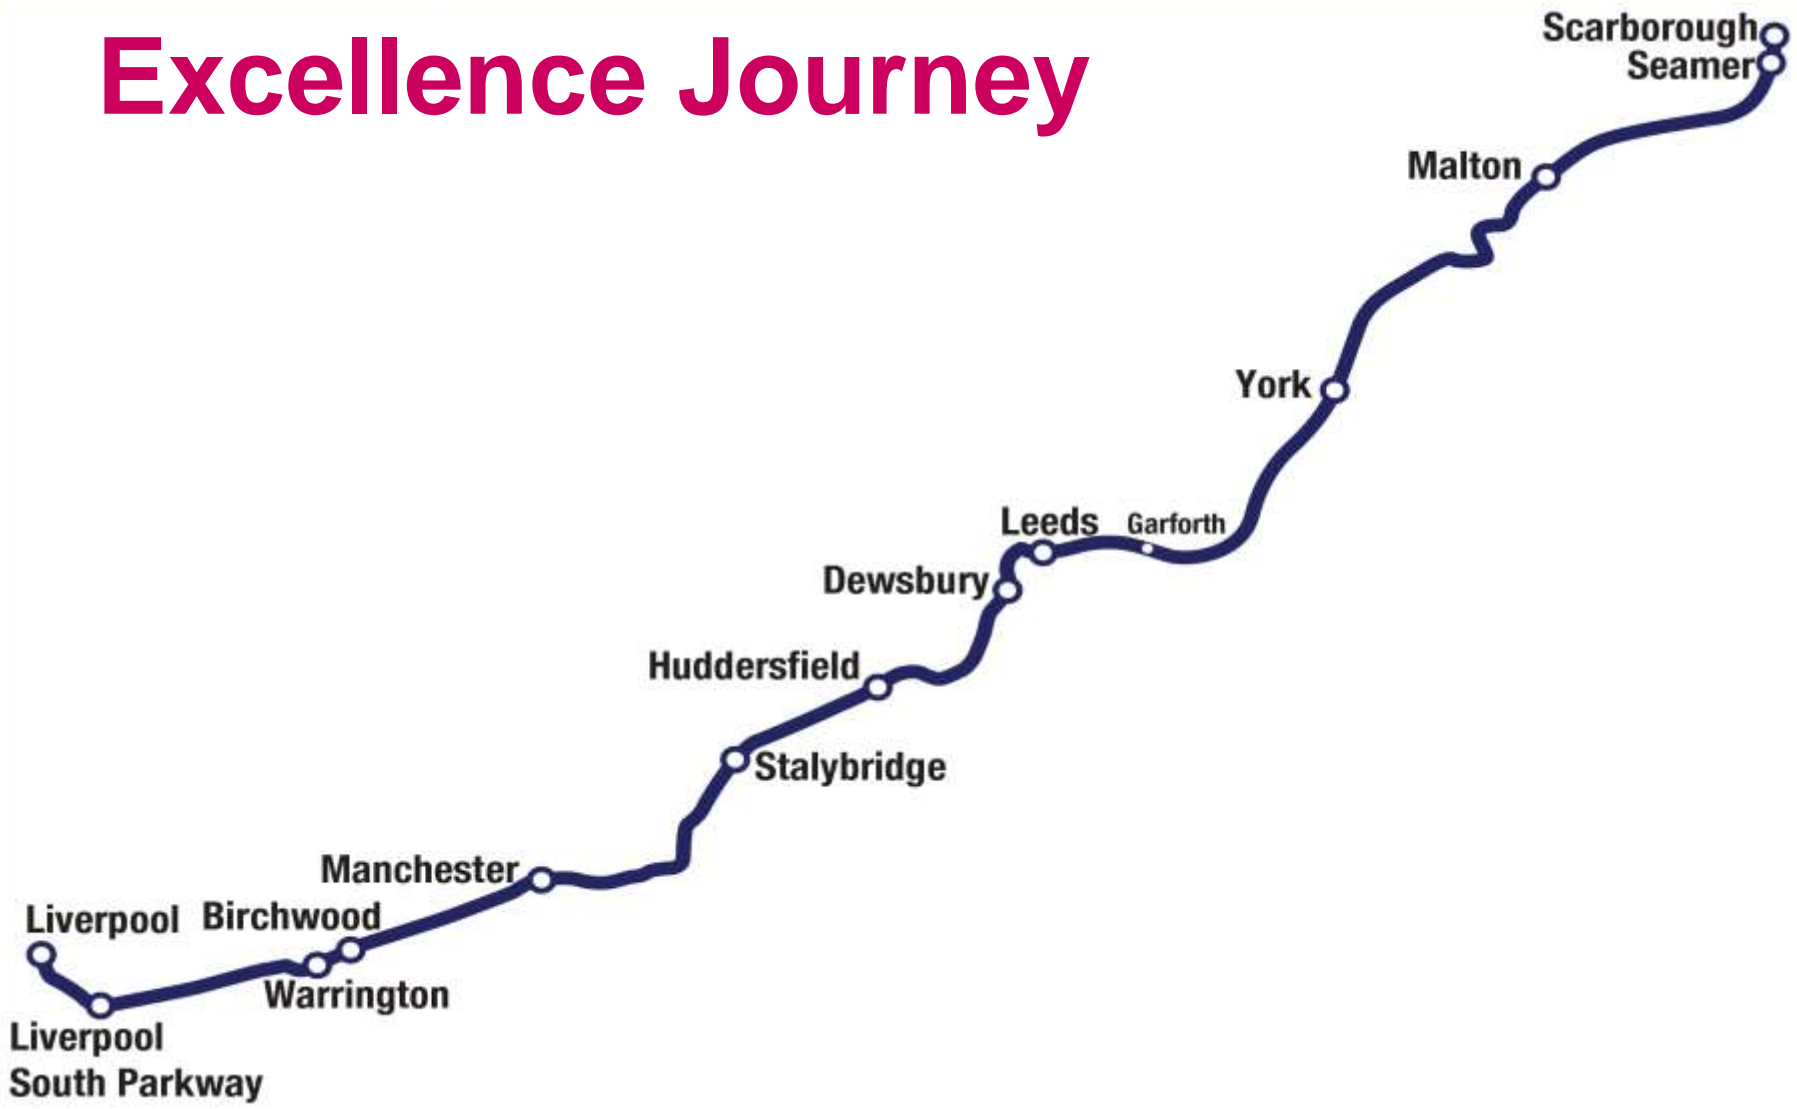 Excellence Journey
Scarborough
Seamer
Malton
York
Leeds
Garforth
Dewsbury
Huddersfield
Stalybridge
Manchester
Liverpool
Birchwood
Warrington
Liverpool
South Parkway